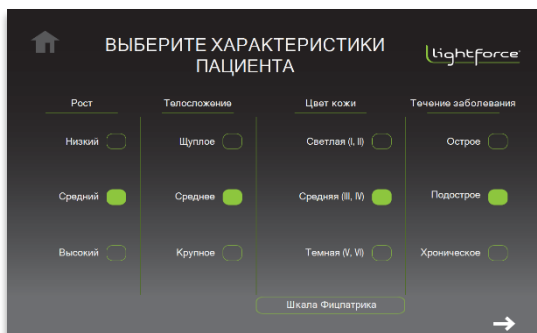 ВЫБЕРИТЕ ХАРАКТЕРИСТИКИ
ПАЦИЕНТА
lightforce
Рост
Телосложение
Цвет кожи
Течение заболевания
Низкий
Щуплое
Светлая (I, II)
Острое
Средний
Среднее
Средняя (III, IV)
Подострое
Высокий
Крупное
Темная (V, VI)
Хроническое
Шкала Фицпатрика